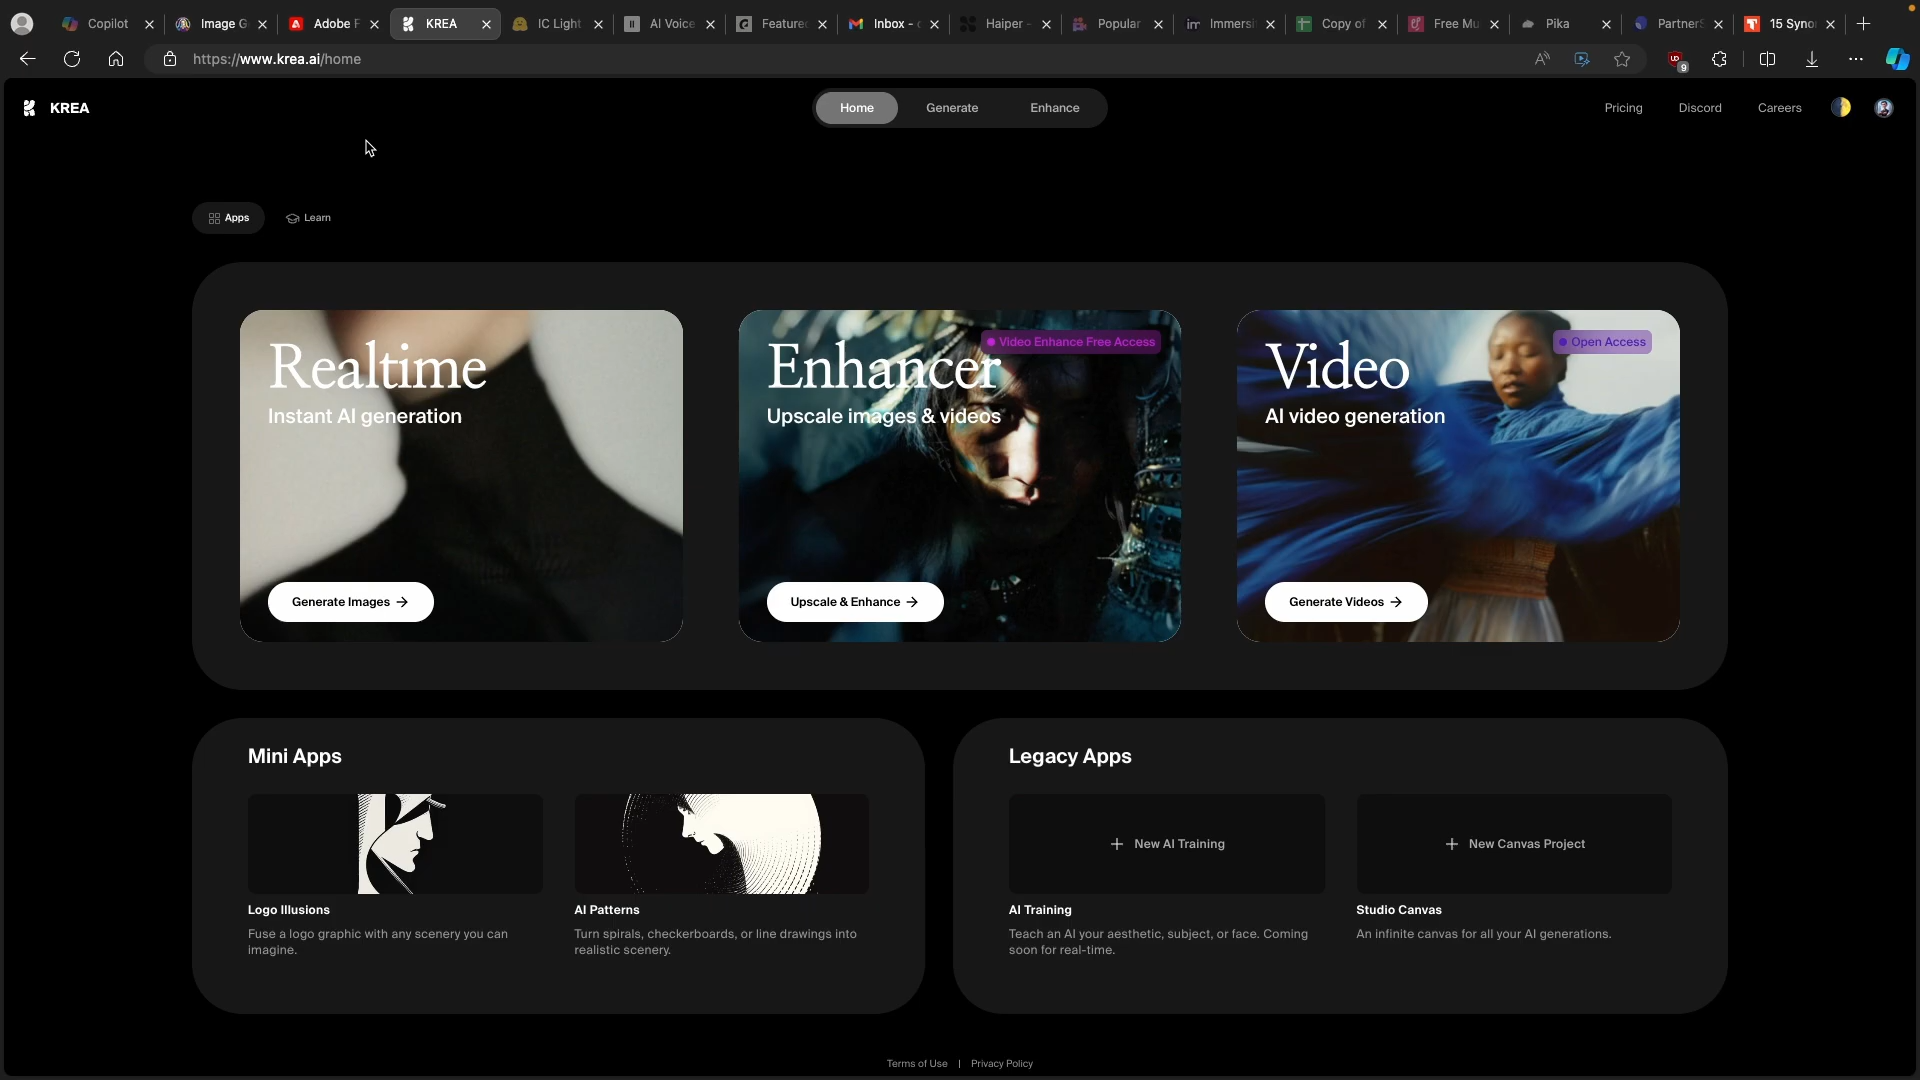 Copilot
Image G
Adobe F
KREA
IC Light
AI Voice
Feature
Inbox -
Haiper -
Popular
Immersi
Copy of
Free Mu
Pika
PartnerS
15 Syno
https://www.krea.ai/home
9
KREA
Home
Generate
Enhance
Pricing
Discord
Careers
Apps
Learn
Realtime
Instant AI generation
Generate Images →
Video Enhance Free Access
Enhancer
Upscale images & videos
Upscale & Enhance →
Open Access
Video
AI video generation
Generate Videos →
Mini Apps
Logo Illusions
Fuse a logo graphic with any scenery you can
imagine.
AI Patterns
Turn spirals, checkerboards, or line drawings into
realistic scenery.
Legacy Apps
+ New AI Training
AI Training
Teach an AI your aesthetic, subject, or face. Coming
soon for real-time.
+ New Canvas Project
Studio Canvas
An infinite canvas for all your AI generations.
Terms of Use | Privacy Policy